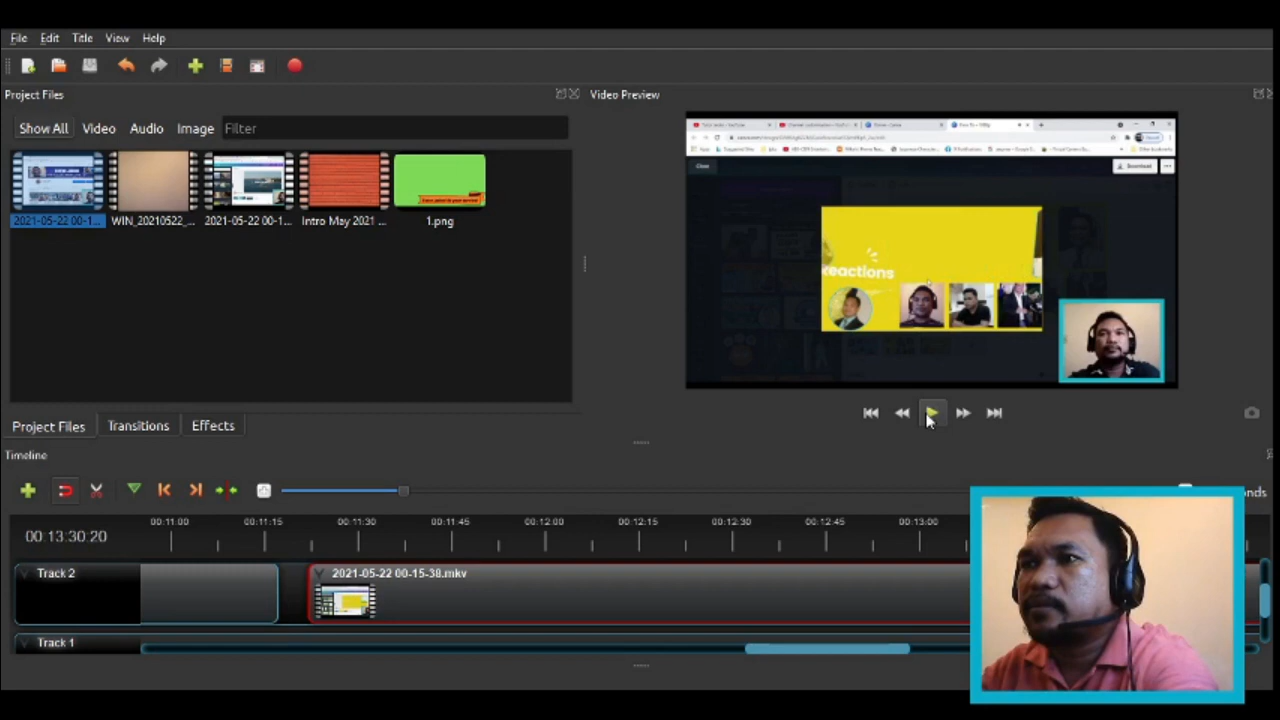 File Edit Title View Help
Project Files
Video Preview
Show All Video Audio Image Filter
2021-05-22 00-1... WIN_20210522_... 2021-05-22 00-1... Intro May 2021 ... 1.png
Close
Download
reactions
Project Files Transitions Effects
Timeline
nds
00:13:30:20
00:11:00 00:11:15 00:11:30 00:11:45 00:12:00 00:12:15 00:12:30 00:12:45 00:13:00
Track 2
2021-05-22 00-15-38.mkv
Track 1